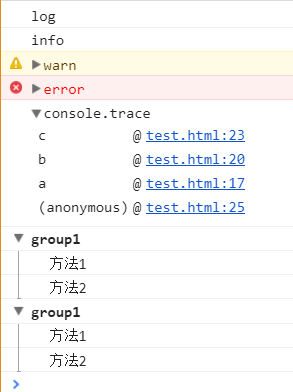 log
info
warn
error
console.trace
c @ test.html:23
b @ test.html:20
a @ test.html:17
(anonymous) @ test.html:25
group1
方法1
方法2
group1
方法1
方法2